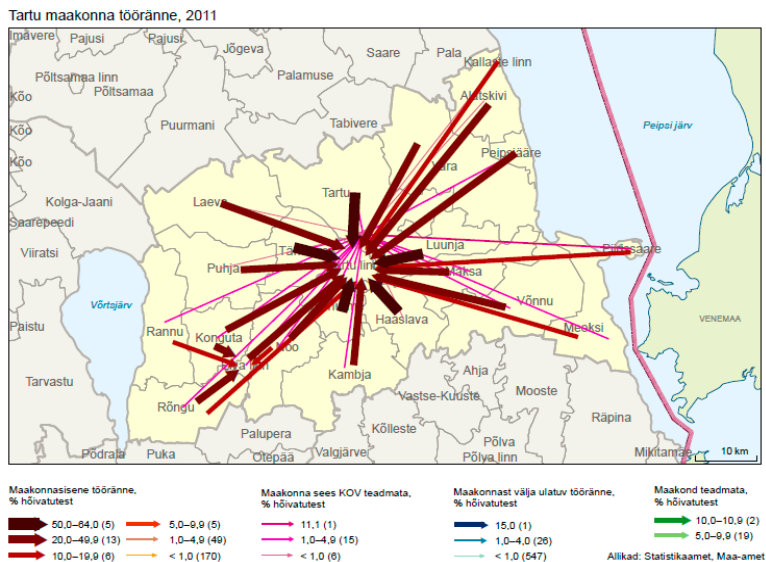 Tartu maakonna tööränne, 2011
Imavere
Pajusi
Pajusi
Jõgeva
Saare
Pala
Kallaste linn
Põltsamaa linn
Põltsamaa
Palamuse
Alatskivi
Kõo
Puurmani
Tabivere
Peipsi järv
Kõo
Peipsiääre
Kõo
Vara
Kolga-Jaani
Laeva
Tartu
Saarepeedi
Luunja
Piirissaare
Viiratsi
Puhja
Tartu linn
Mäksa
Võrtsjärv
Võnnu
Paistu
Rannu
Konguta
Haaslava
Meeksi
VENEMAA
Nõo
Elva linn
Tarvastu
Kambja
Ahja
Rõngu
Vastse-Kuuste
Mooste
Räpina
Palupera
Kõlleste
Põdrala
Puka
Otepää
Valgjärve
Põlva
Põlva linn
Mikitamäe
10 km
Maakonnasisene tööränne,
% hõivatutest
50,0–64,0 (5)
20,0–49,9 (13)
10,0–19,9 (6)
5,0–9,9 (5)
1,0–4,9 (49)
< 1,0 (170)
Maakonna sees KOV teadmata,
% hõivatutest
11,1 (1)
1,0–4,9 (15)
< 1,0 (6)
Maakonnast välja ulatuv tööränne,
% hõivatutest
15,0 (1)
1,0–4,0 (26)
< 1,0 (547)
Maakond teadmata,
% hõivatutest
10,0–10,9 (2)
5,0–9,9 (19)
Allikad: Statistikaamet, Maa-amet